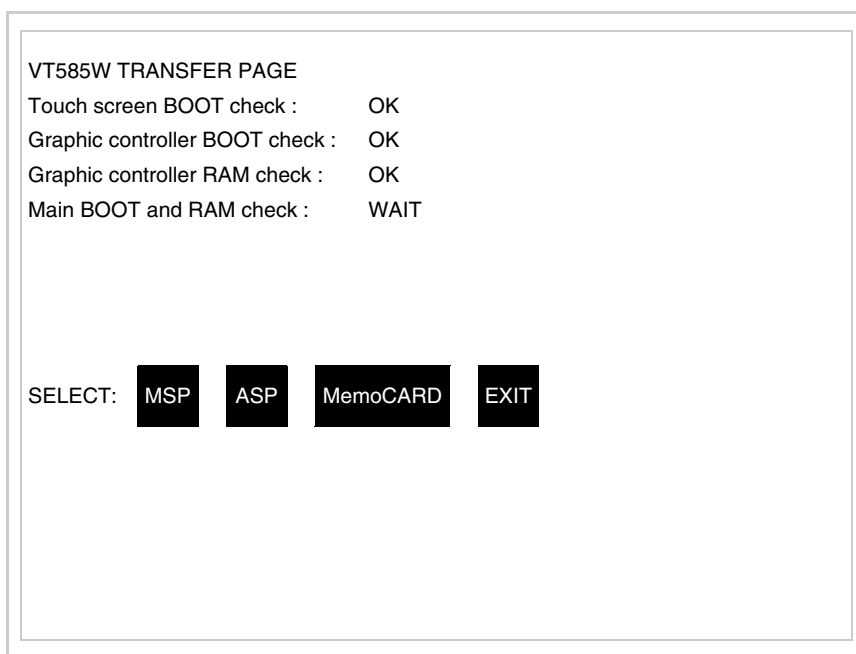 VT585W TRANSFER PAGE
Touch screen BOOT check : OK
Graphic controller BOOT check : OK
Graphic controller RAM check : OK
Main BOOT and RAM check : WAIT
SELECT: MSP ASP MemoCARD EXIT